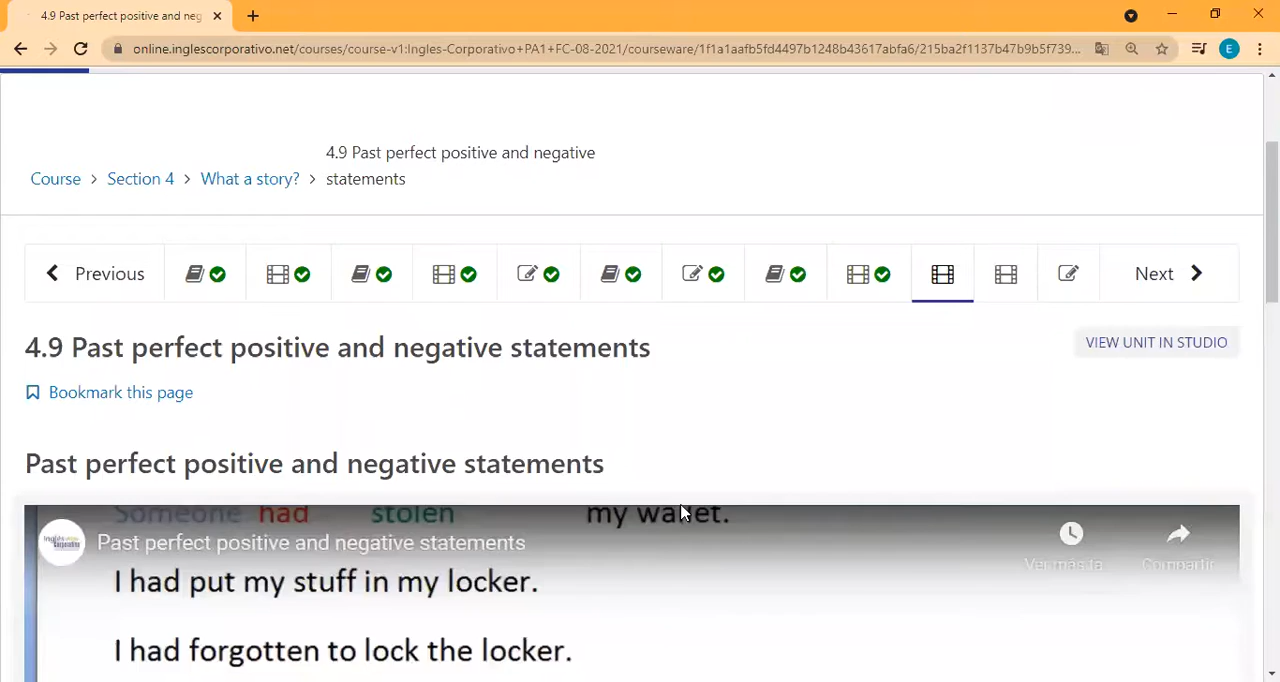 4.9 Past perfect positive and neg
online.inglescorporativo.net/courses/course-v1:Ingles-Corporativo+PA1+FC-08-2021/courseware/1f1a1aafb5fd4497b1248b43617abfa6/215ba2f1137b47b9b5f739...
E
4.9 Past perfect positive and negative
Course > Section 4 > What a story? > statements
Previous
Next
4.9 Past perfect positive and negative statements
VIEW UNIT IN STUDIO
Bookmark this page
Past perfect positive and negative statements
Someone had stolen my wallet.
Past perfect positive and negative statements
Ver más ta...
Compartir
I had put my stuff in my locker.
I had forgotten to lock the locker.